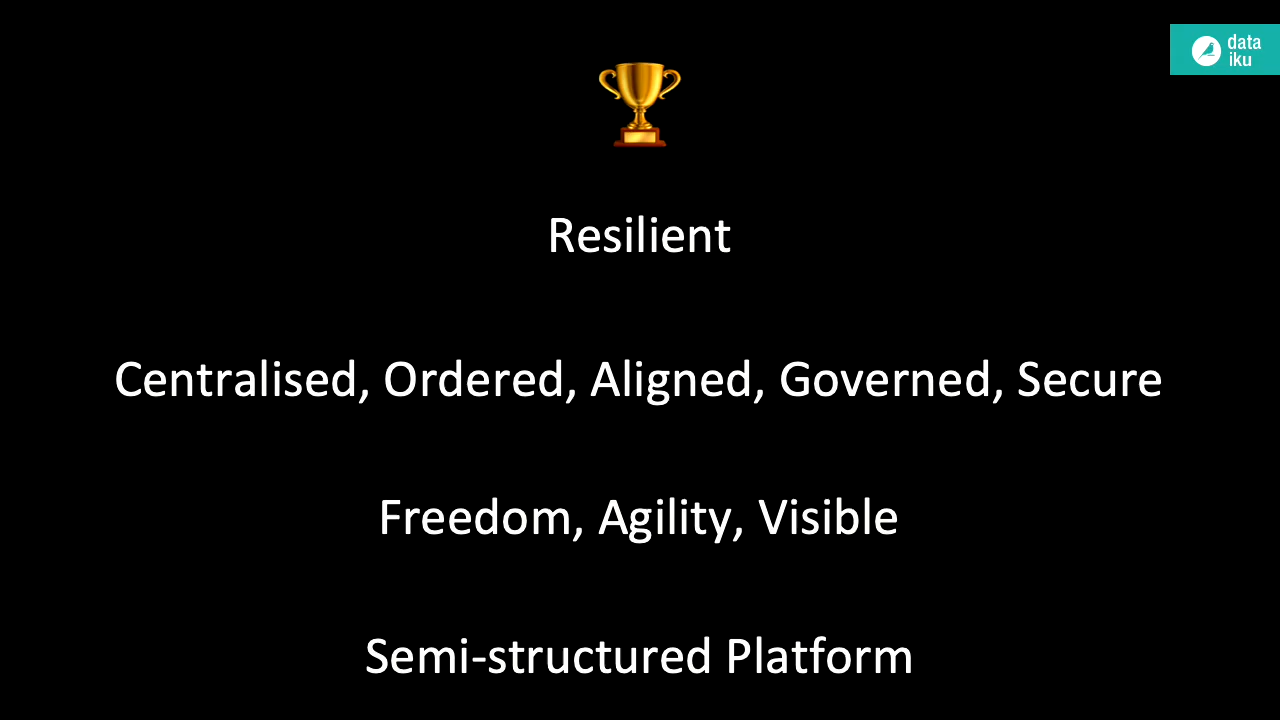 data
iku
Resilient
Centralised, Ordered, Aligned, Governed, Secure
Freedom, Agility, Visible
Semi-structured Platform